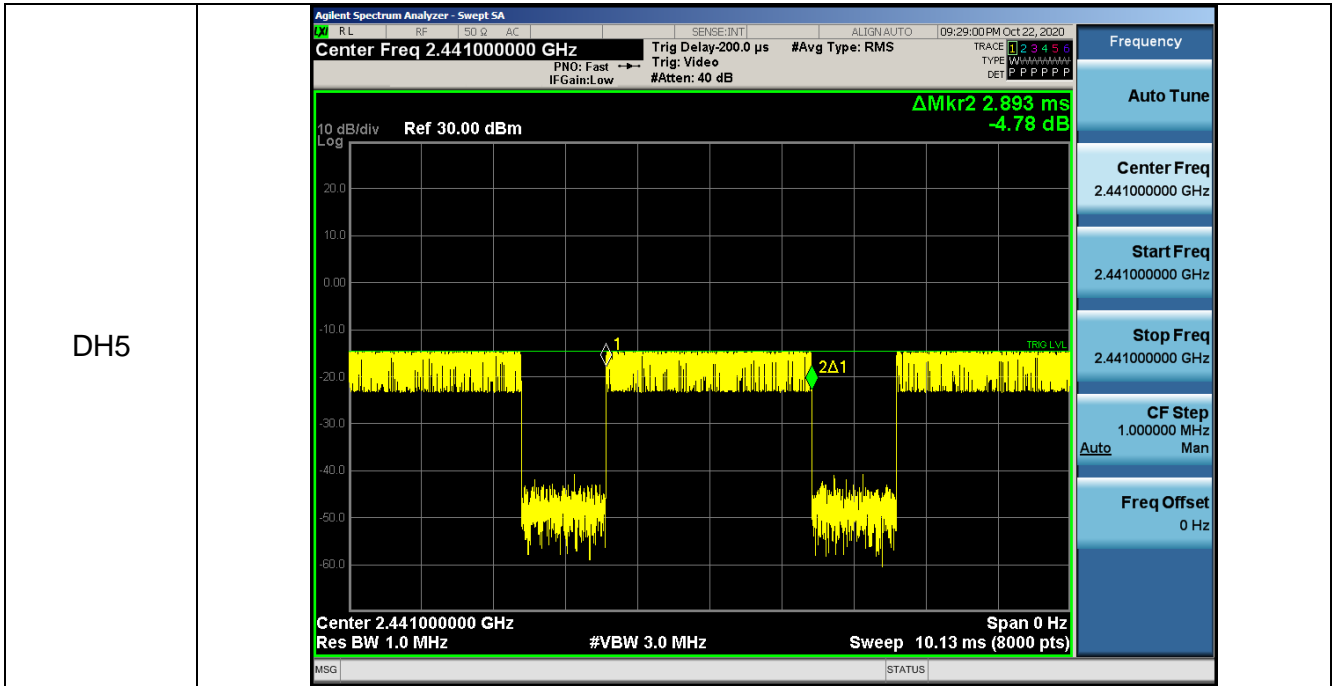 DH5
Agilent Spectrum Analyzer - Swept SA
LXI RL RF 50 Ω AC SENSE:INT ALIGN AUTO 09:29:00 PM Oct 22, 2020
Center Freq 2.441000000 GHz
PNO: Fast
IFGain:Low
Trig Delay-200.0 µs
Trig: Video
#Atten: 40 dB
#Avg Type: RMS
TRACE 1 2 3 4 5 6
TYPE WWWWWW
DET P P P P P P
ΔMkr2 2.893 ms
-4.78 dB
10 dB/div Ref 30.00 dBm
Log
20.0
10.0
0.00
-10.0
-20.0
-30.0
-40.0
-50.0
-60.0
TRIG LVL
1
2Δ1
Center 2.441000000 GHz Span 0 Hz
Res BW 1.0 MHz #VBW 3.0 MHz Sweep 10.13 ms (8000 pts)
MSG STATUS
Frequency
Auto Tune
Center Freq
2.441000000 GHz
Start Freq
2.441000000 GHz
Stop Freq
2.441000000 GHz
CF Step
1.000000 MHz
Auto Man
Freq Offset
0 Hz